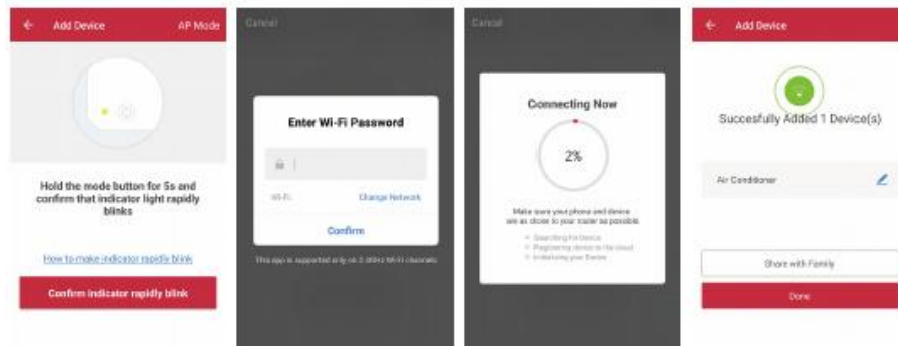 Add Device
AP Mode
Hold the mode button for 5s and
confirm that indicator light rapidly
blinks
How to make indicator rapidly blink
Confirm indicator rapidly blink
Cancel
Enter Wi-Fi Password
Wi-Fi
Change Network
Confirm
This app is supported only on 2.4GHz Wi-Fi channels
Cancel
Connecting Now
2%
Make sure your phone and device
are as close to your router as possible
Searching for Device
Registering device to the cloud
Initializing your Device
Add Device
Succesfully Added 1 Device(s)
Air Conditioner
Share with Family
Done